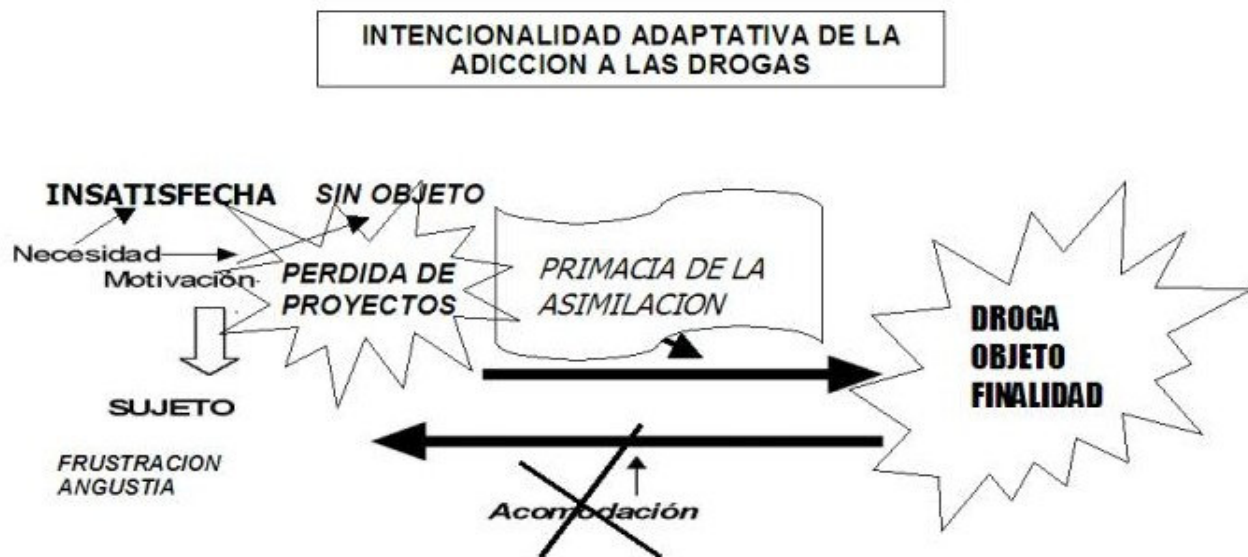 INTENCIONALIDAD ADAPTATIVA DE LA
ADICCION A LAS DROGAS
INSATISFECHA
SIN OBJETO
Necesidad
Motivación
PERDIDA DE
PROYECTOS
PRIMACIA DE LA
ASIMILACION
DROGA
OBJETO
FINALIDAD
SUJETO
FRUSTRACION
ANGUSTIA
Acomodación